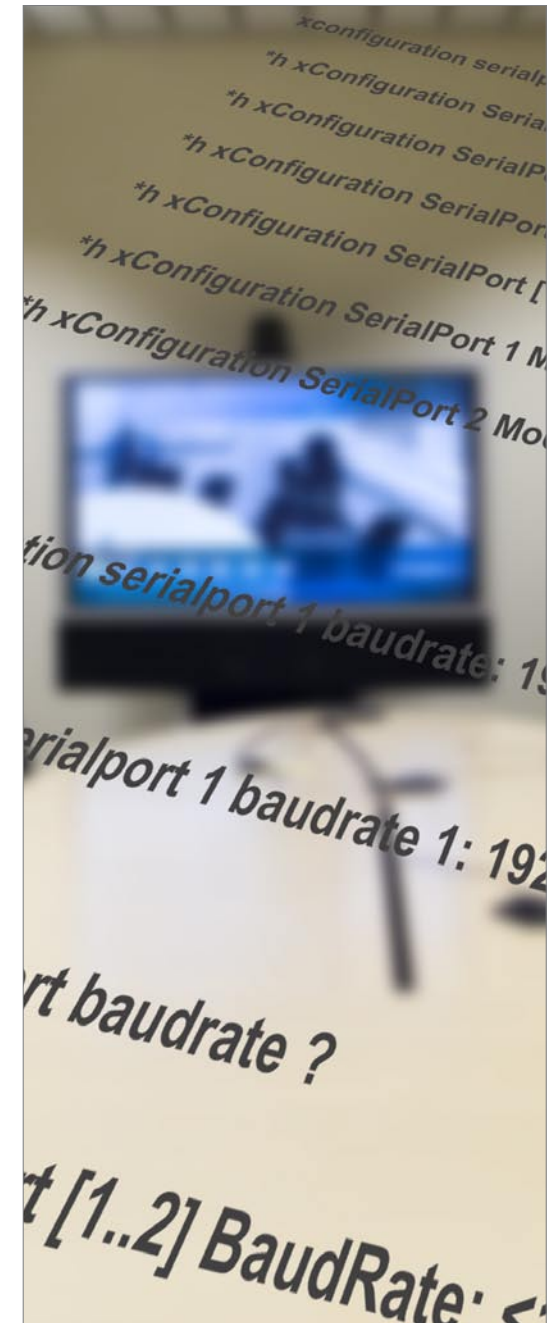 xconfiguration serialp
*h xConfiguration Seria
*h xConfiguration SerialP
*h xConfiguration SerialPor
*h xConfiguration SerialPort [
*h xConfiguration SerialPort 1 M
*h xConfiguration SerialPort 2 Mo
tion serialport 1 baudrate: 19
rialport 1 baudrate 1: 192
rt baudrate ?
t [1..2] BaudRate: <